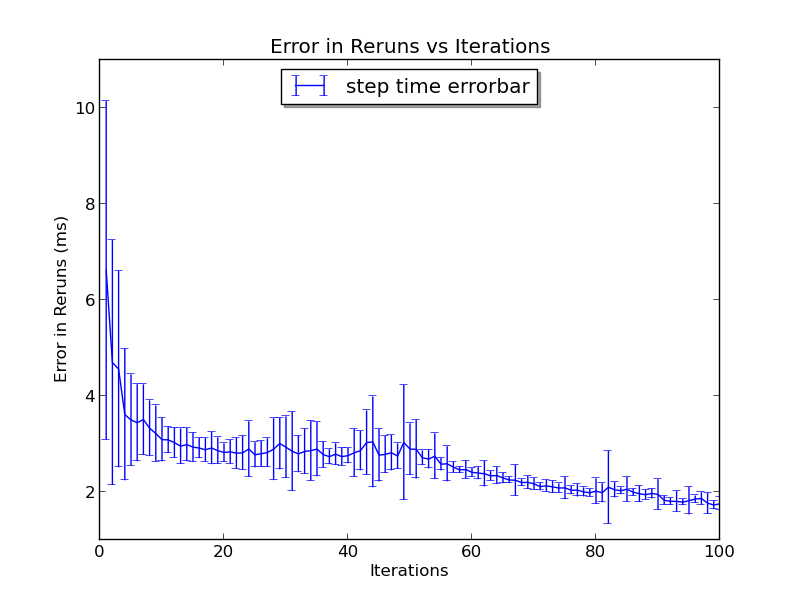 Error in Reruns vs Iterations
step time errorbar
Error in Reruns (ms)
10
8
6
4
2
0 20 40 60 80 100
Iterations